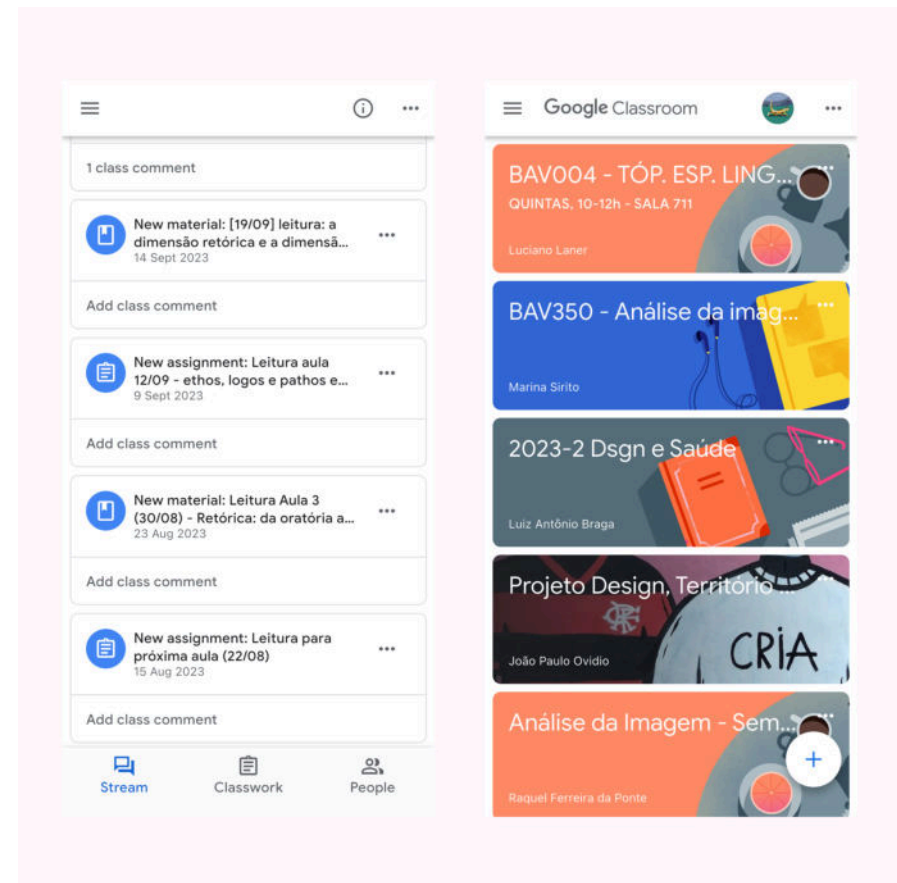 1 class comment
New material: [19/09] leitura: a
dimensão retórica e a dimensã...
14 Sept 2023
Add class comment
New assignment: Leitura aula
12/09 - ethos, logos e pathos e...
9 Sept 2023
Add class comment
New material: Leitura Aula 3
(30/08) - Retórica: da oratória a...
23 Aug 2023
Add class comment
New assignment: Leitura para
próxima aula (22/08)
15 Aug 2023
Add class comment
Stream
Classwork
People
Google Classroom
BAV004 - TÓP. ESP. LING...
QUINTAS, 10-12h - SALA 711
Luciano Laner
BAV350 - Análise da imag...
Marina Sirito
2023-2 Dsgn e Saúde
Luiz Antônio Braga
Projeto Design, Território ...
CRIA
João Paulo Ovidio
Análise da Imagem - Sem...
Raquel Ferreira da Ponte